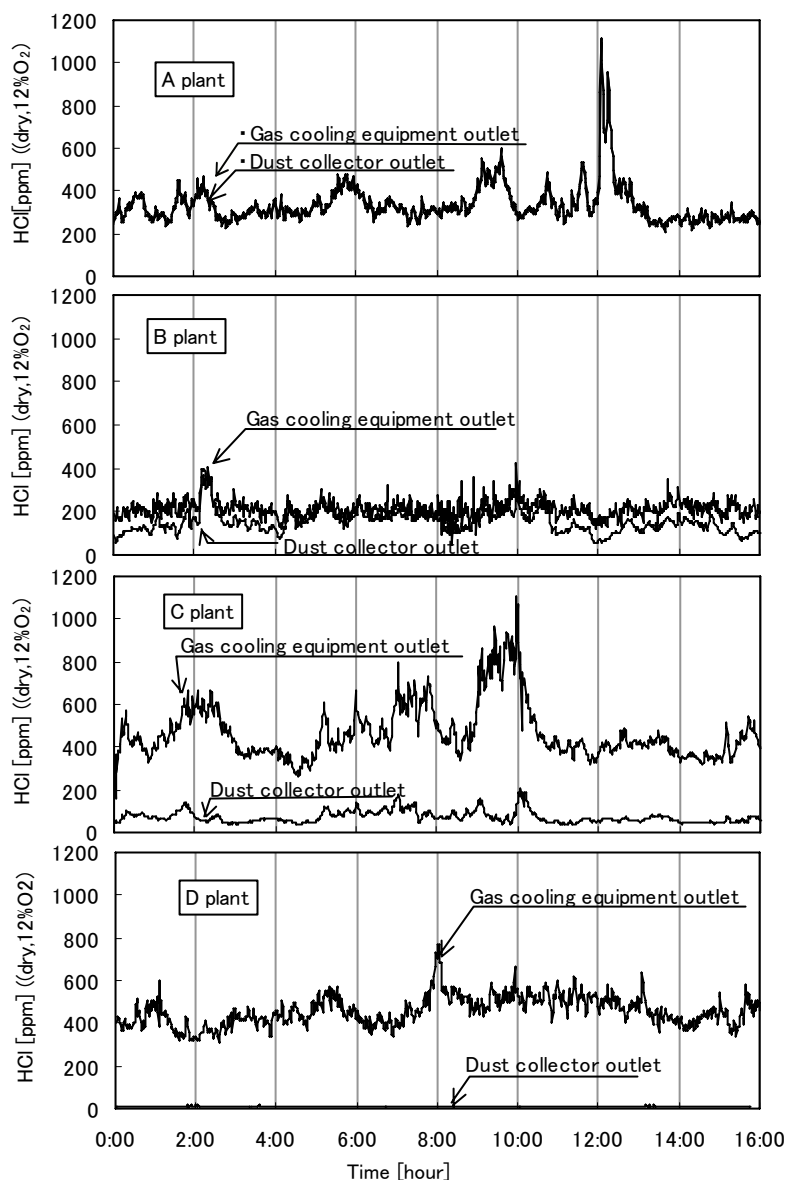 1200
1000
800
600
400
200
0
HCl[ppm] ((dry,12%O₂)
A plant
・Gas cooling equipment outlet
・Dust collector outlet
1200
1000
800
600
400
200
0
HCl [ppm] (dry,12%O₂)
B plant
Gas cooling equipment outlet
Dust collector outlet
1200
1000
800
600
400
200
0
HCl [ppm] ((dry,12%O₂)
C plant
Gas cooling equipment outlet
Dust collector outlet
1200
1000
800
600
400
200
0
HCl [ppm] ((dry,12%O2)
D plant
Gas cooling equipment outlet
Dust collector outlet
0:00 2:00 4:00 6:00 8:00 10:00 12:00 14:00 16:00
Time [hour]